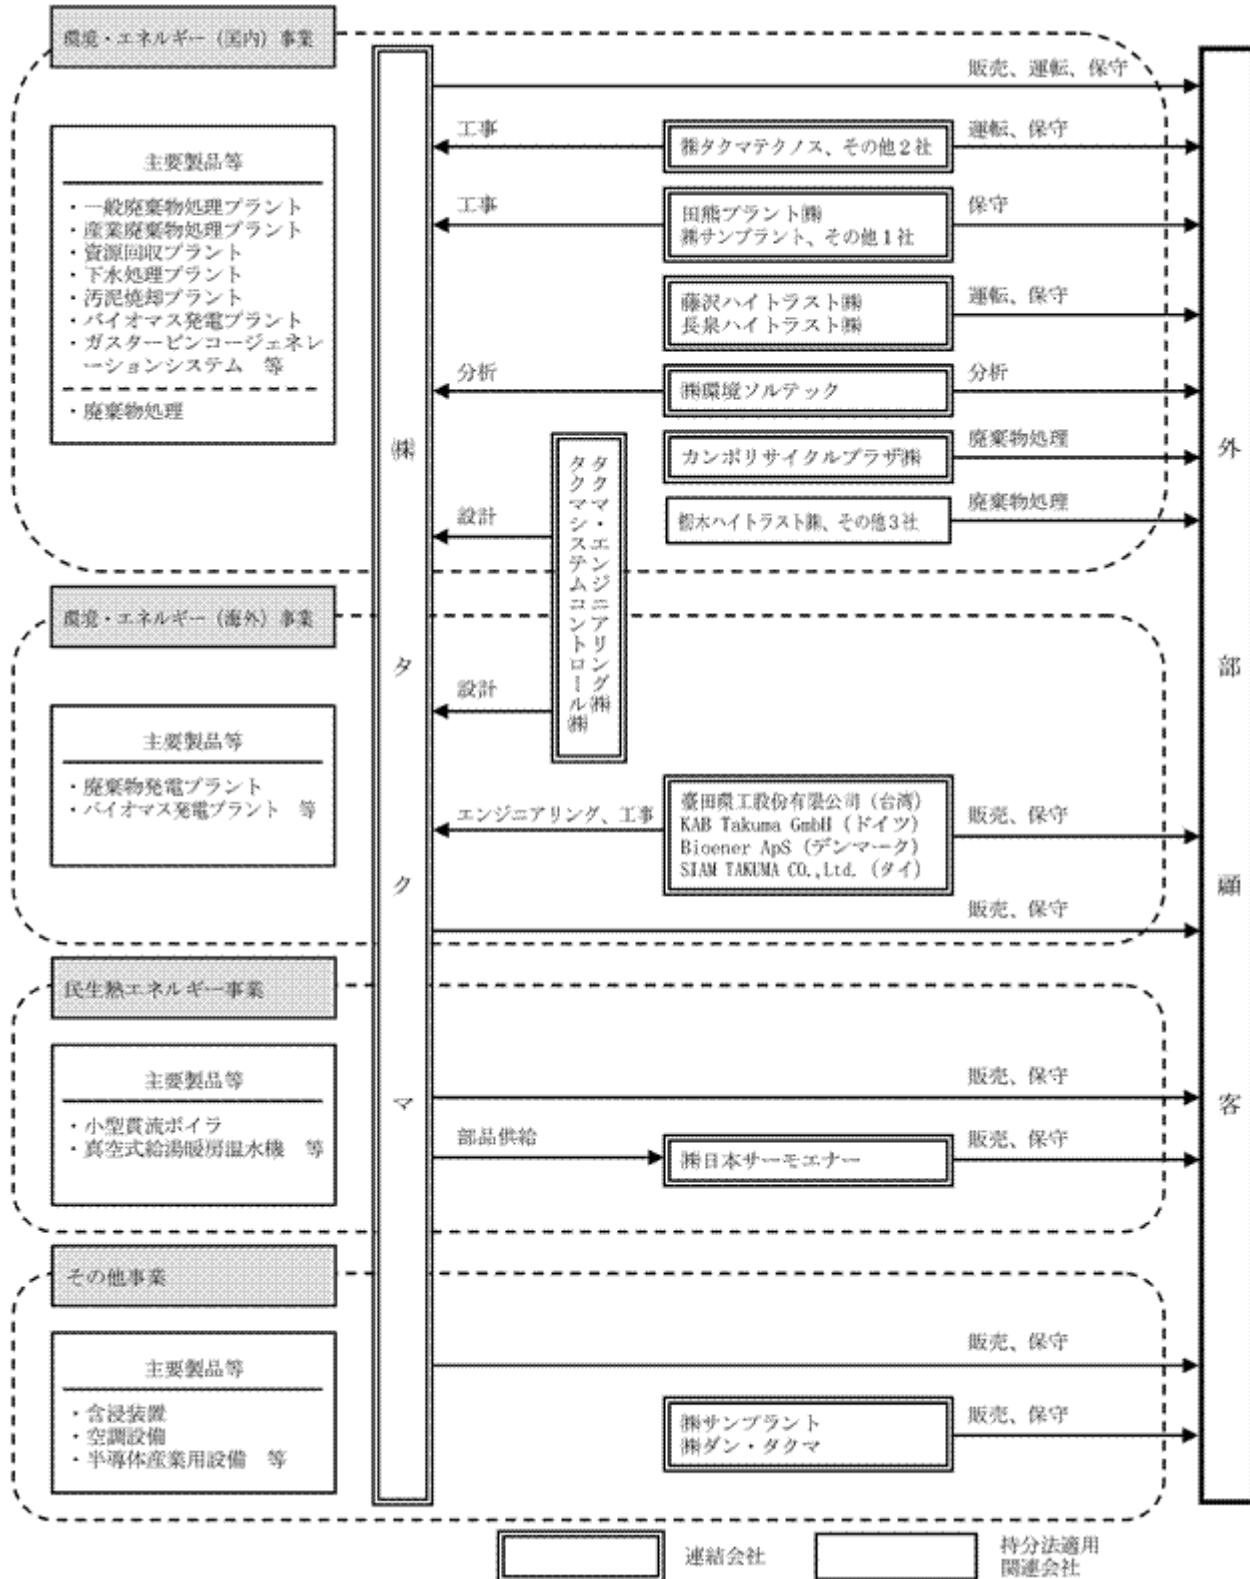 環境・エネルギー(国内)事業
主要製品等
・一般廃棄物処理プラント
・産業廃棄物処理プラント
・資源回収プラント
・下水処理プラント
・汚泥焼却プラント
・バイオマス発電プラント
・ガスタービンコージェネレ
ーションシステム 等
・廃棄物処理
販売、運転、保守
工事
㈱タクマテクノス、その他2社
運転、保守
工事
田熊プラント㈱
㈱サンプラント、その他1社
保守
藤沢ハイトラスト㈱
長泉ハイトラスト㈱
運転、保守
分析
㈱環境ソルテック
分析
カンポリサイクルプラザ㈱
廃棄物処理
栃木ハイトラスト㈱、その他3社
廃棄物処理
設計
タクマ・エンジニアリング㈱
タクマシステムコントロール㈱
設計
㈱タクマ
外部顧客
環境・エネルギー(海外)事業
主要製品等
・廃棄物発電プラント
・バイオマス発電プラント 等
エンジニアリング、工事
臺田環工股份有限公司(台湾)
KAB Takuma GmbH(ドイツ)
Bioener ApS(デンマーク)
SIAM TAKUMA CO.,Ltd.(タイ)
販売、保守
販売、保守
民生熱エネルギー事業
主要製品等
・小型貫流ボイラ
・真空式給湯暖房温水機 等
販売、保守
部品供給
㈱日本サーモエナー
販売、保守
その他事業
主要製品等
・含浸装置
・空調設備
・半導体産業用設備 等
販売、保守
㈱サンプラント
㈱ダン・タクマ
販売、保守
連結会社
持分法適用
関連会社